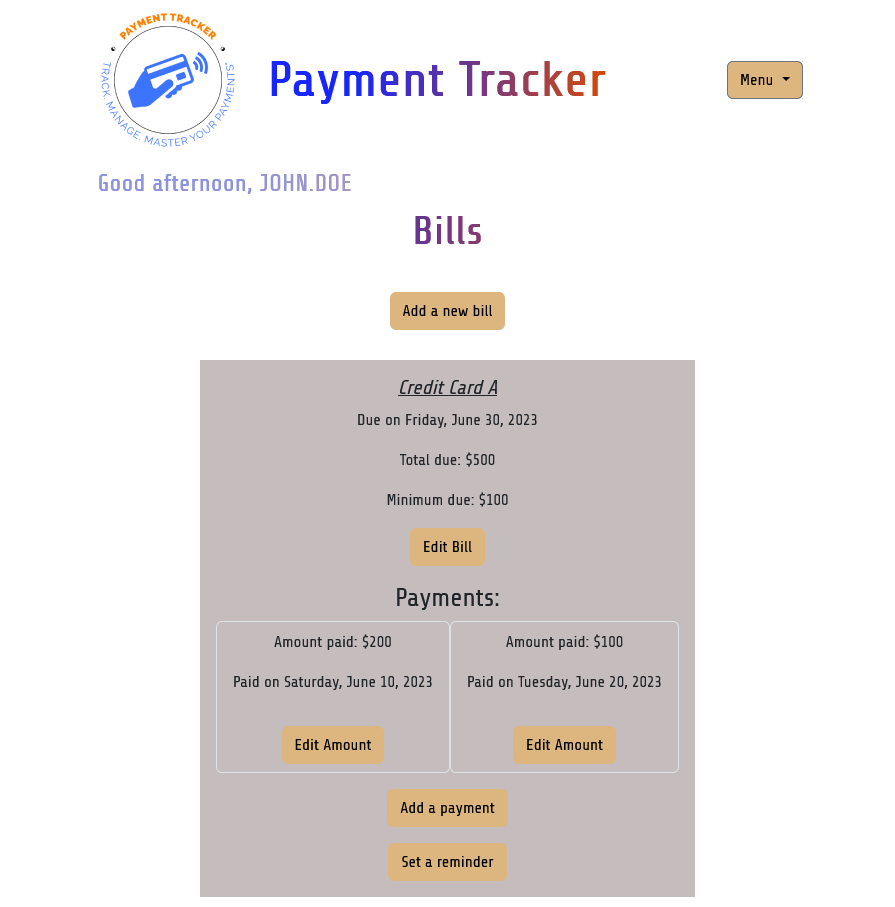 PAYMENT TRACKER
TRACK. MANAGE. MASTER YOUR PAYMENTS.
Payment Tracker
Menu
Good afternoon, JOHN.DOE
Bills
Add a new bill
Credit Card A
Due on Friday, June 30, 2023
Total due: $500
Minimum due: $100
Edit Bill
Payments:
Amount paid: $200
Paid on Saturday, June 10, 2023
Edit Amount
Amount paid: $100
Paid on Tuesday, June 20, 2023
Edit Amount
Add a payment
Set a reminder